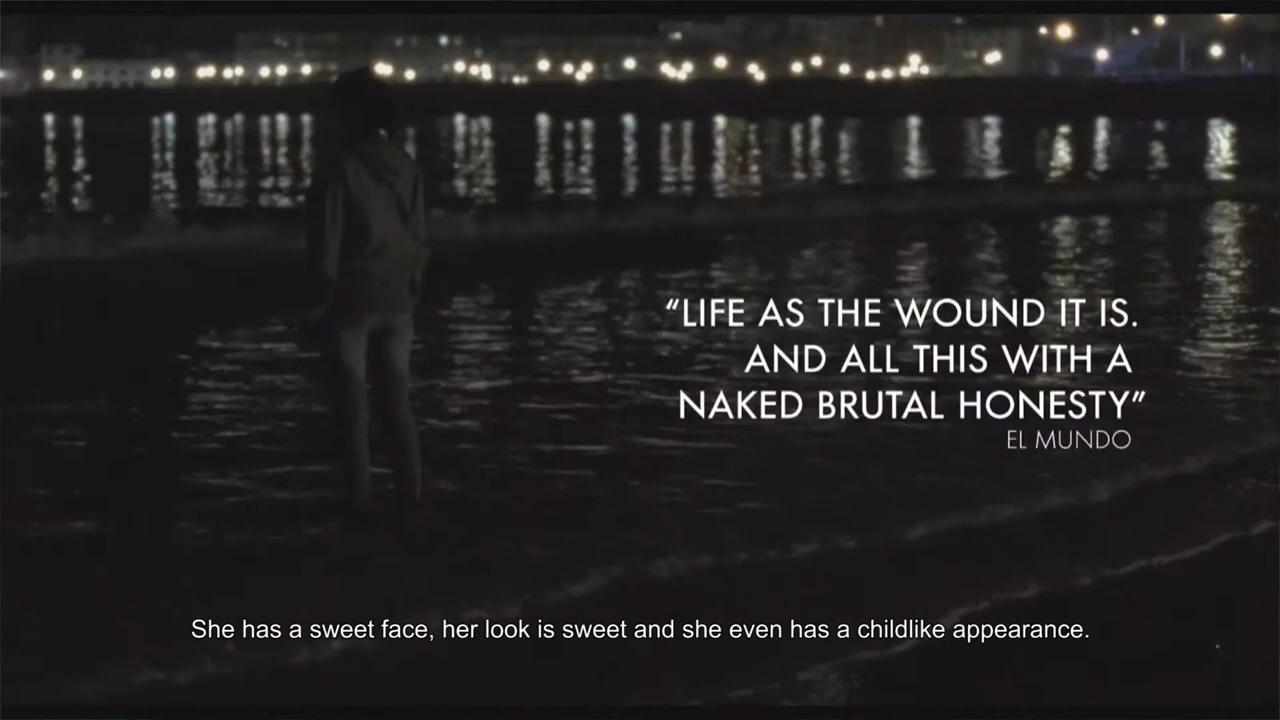 “LIFE AS THE WOUND IT IS.
AND ALL THIS WITH A
NAKED BRUTAL HONESTY”
EL MUNDO
She has a sweet face, her look is sweet and she even has a childlike appearance.